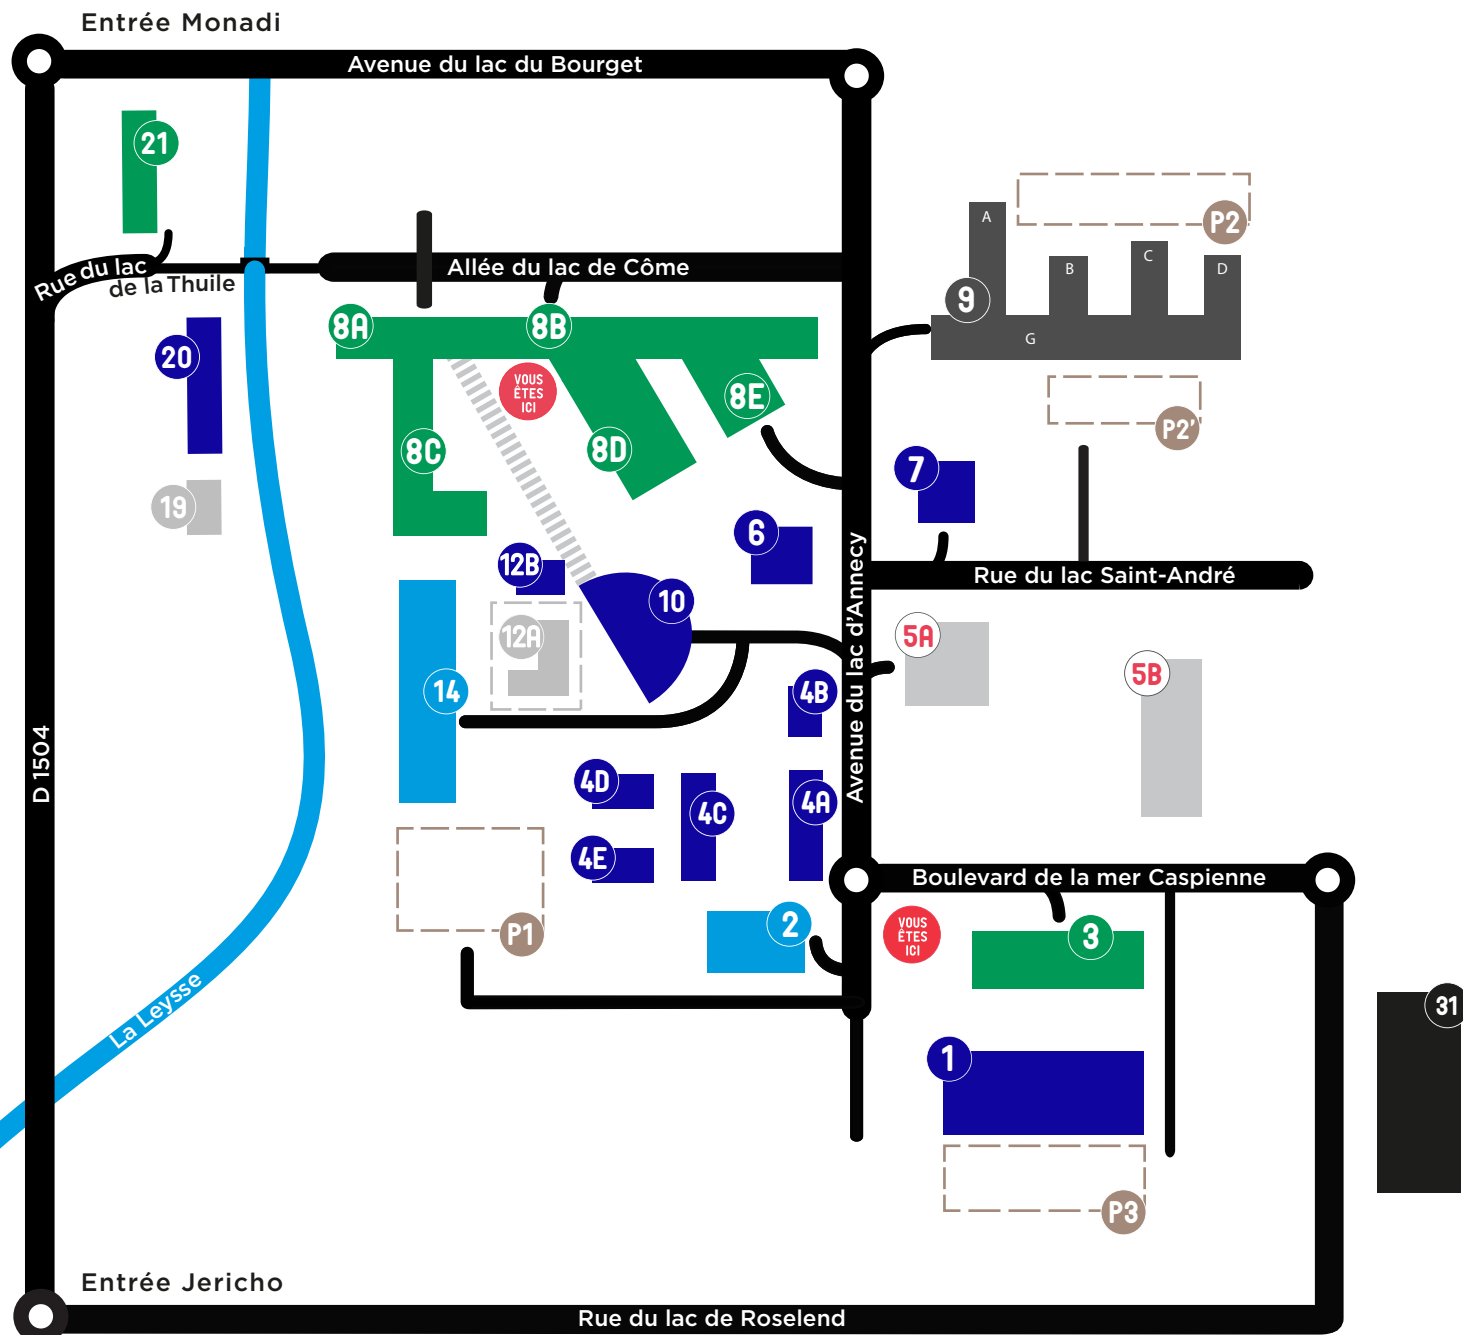 Entrée Monadi
Avenue du lac du Bourget
21
P2
A
B
C
D
9
G
Rue du lac
de la Thuile
Allée du lac de Côme
8A
8B
20
VOUS
ÊTES
ICI
8E
8C
8D
P2'
7
19
6
12B
Rue du lac Saint-André
10
12A
5A
5B
14
4B
Avenue du lac d'Annecy
D 1504
4D
4C
4A
4E
Boulevard de la mer Caspienne
P1
2
VOUS
ÊTES
ICI
3
La Leysse
31
1
P3
Entrée Jericho
Rue du lac de Roselend